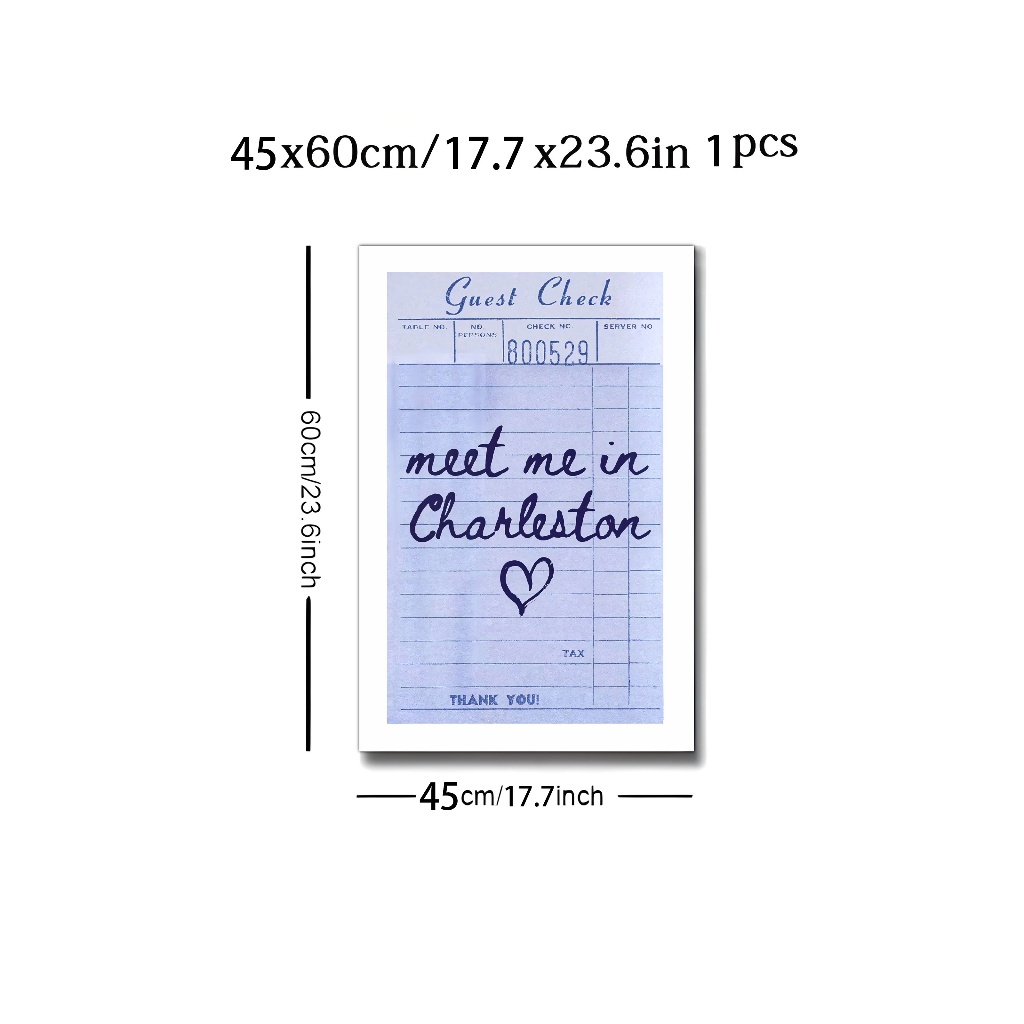 45x60cm/17.7 x23.6in 1pcs
60cm/23.6inch
Guest Check
TABLE NO. NO. PERSONS CHECK NO. SERVER NO
800529
meet me in
Charleston
TAX
THANK YOU!
45cm/17.7inch